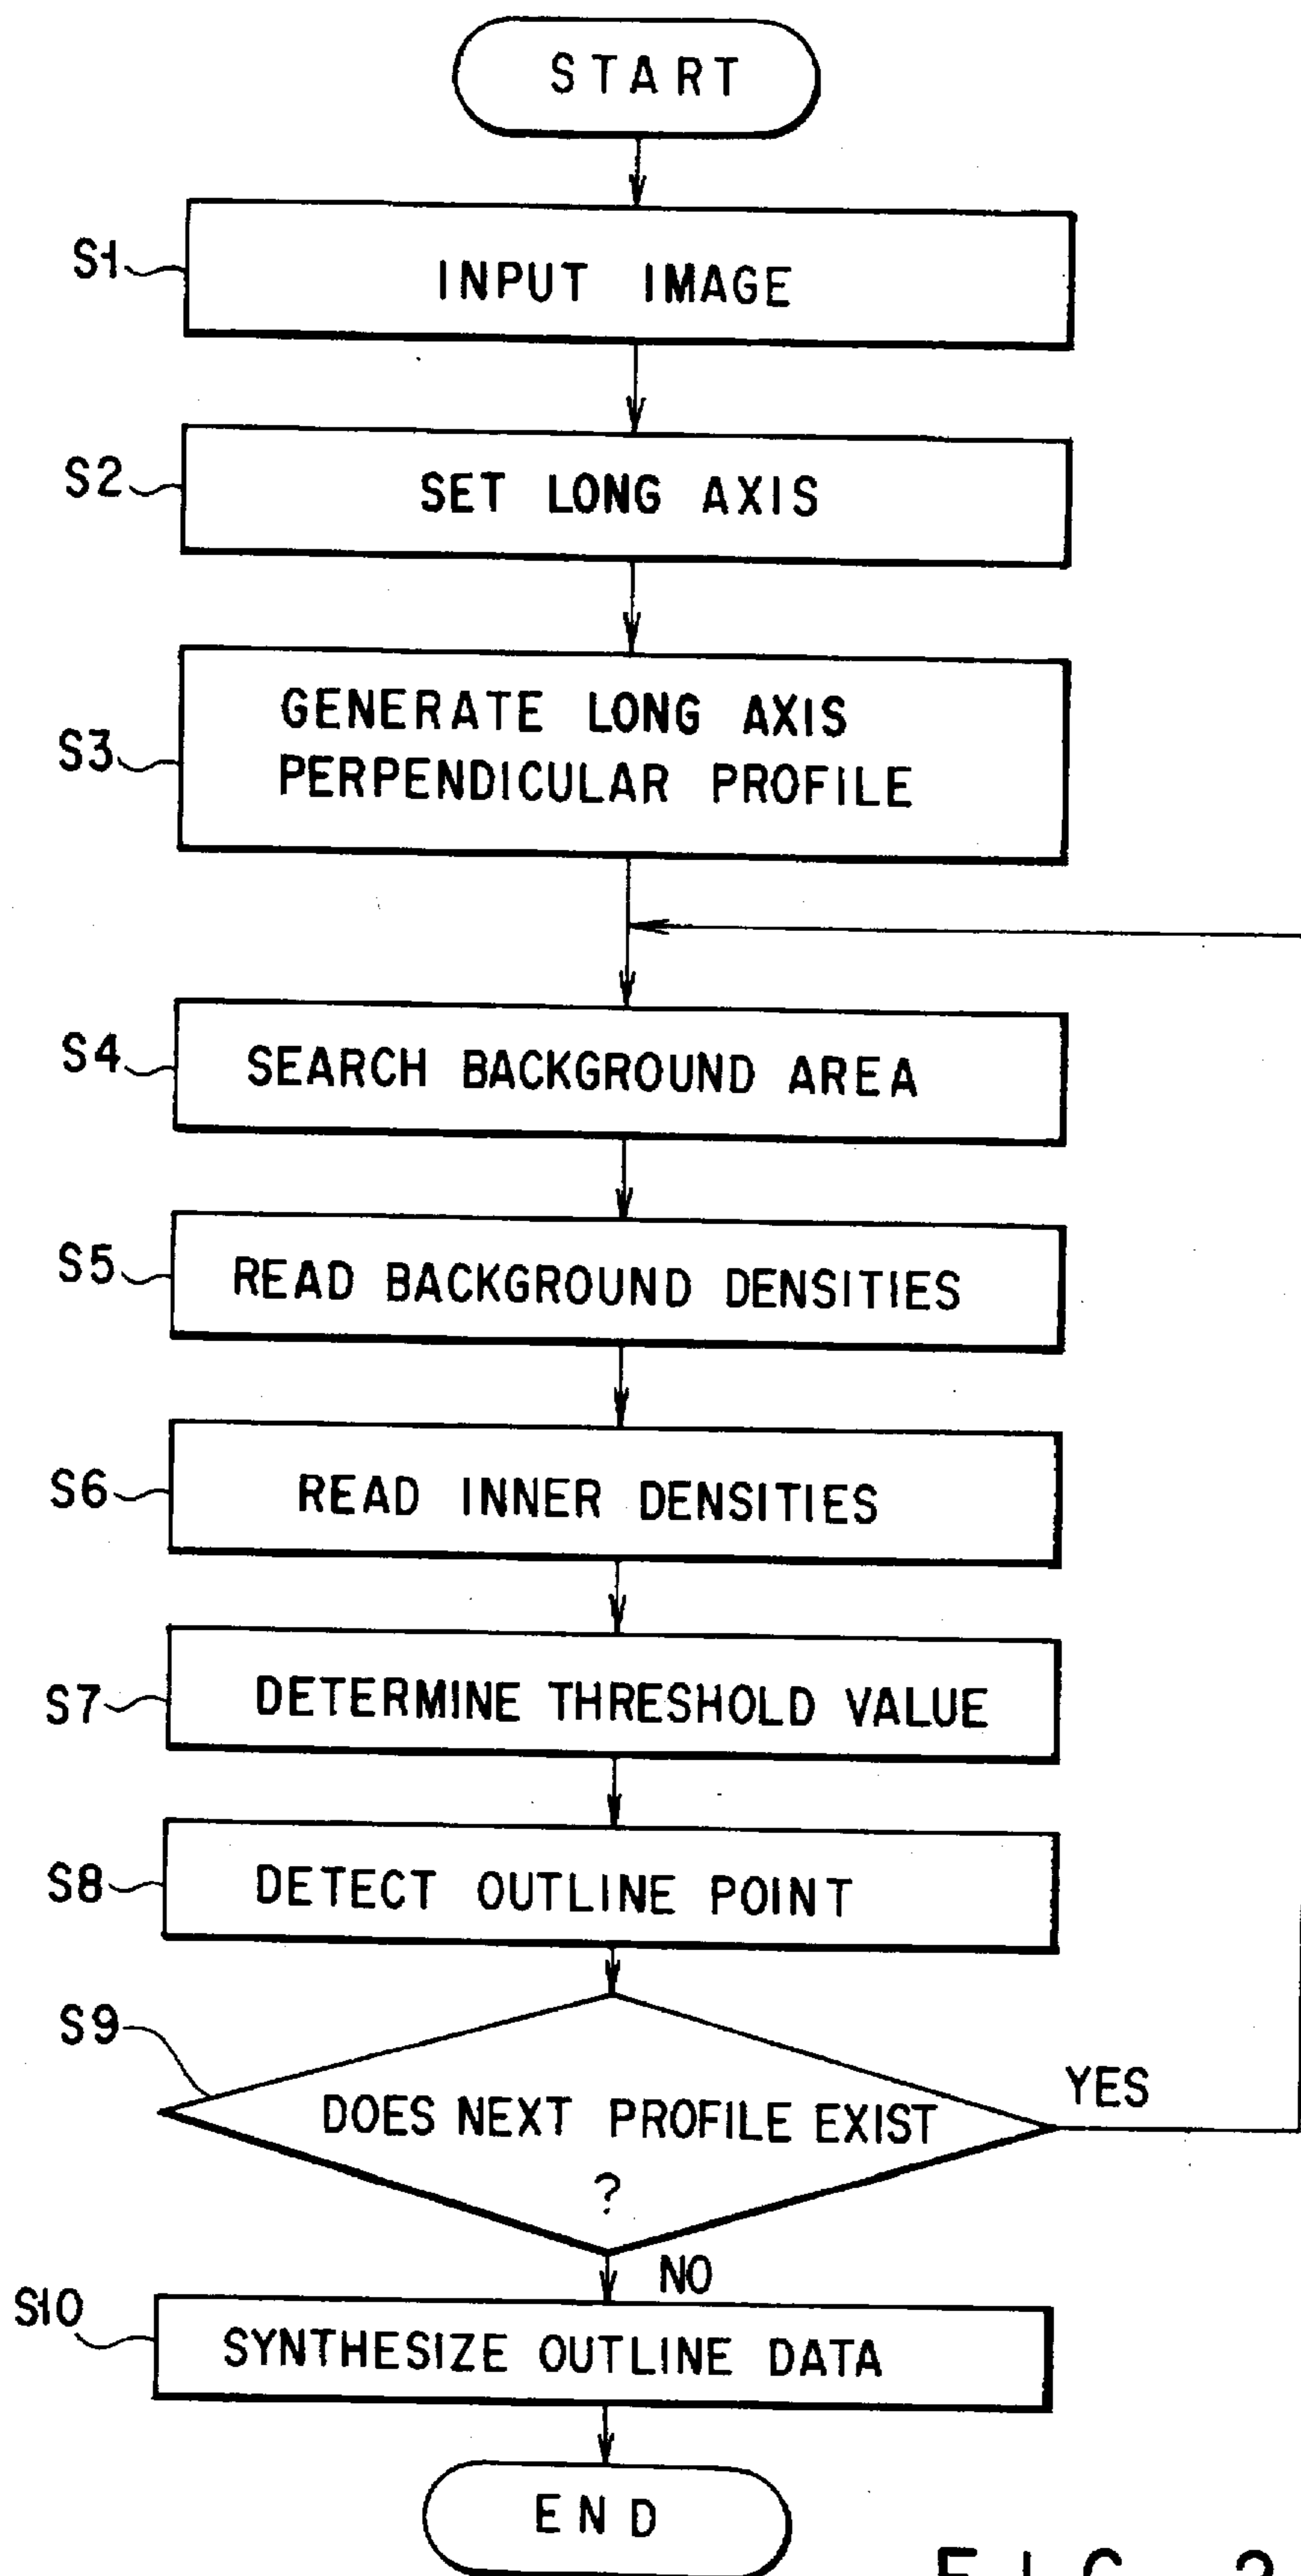 START
S1
INPUT IMAGE
S2
SET LONG AXIS
S3
GENERATE LONG AXIS
PERPENDICULAR PROFILE
S4
SEARCH BACKGROUND AREA
S5
READ BACKGROUND DENSITIES
S6
READ INNER DENSITIES
S7
DETERMINE THRESHOLD VALUE
S8
DETECT OUTLINE POINT
S9
DOES NEXT PROFILE EXIST
?
YES
NO
S10
SYNTHESIZE OUTLINE DATA
END